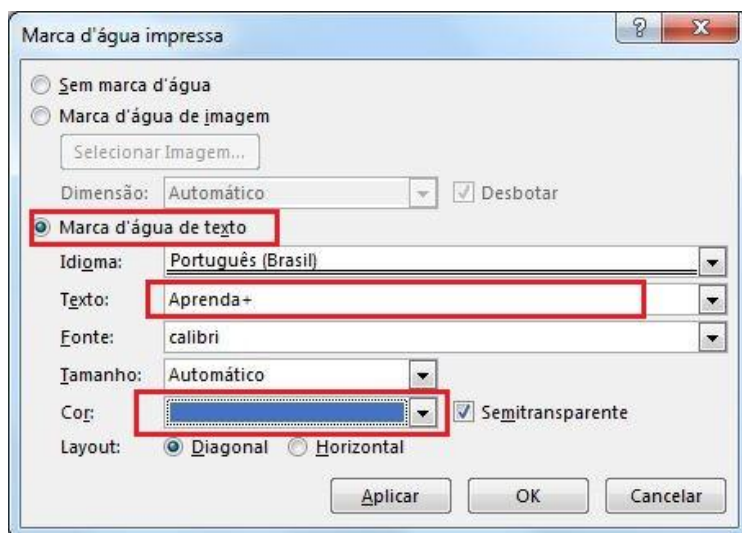 Marca d'água impressa
Sem marca d'água
Marca d'água de imagem
Selecionar Imagem...
Dimensão: Automático Desbotar
Marca d'água de texto
Idioma: Português (Brasil)
Texto: Aprenda+
Fonte: calibri
Tamanho: Automático
Cor: Semitransparente
Layout: Diagonal Horizontal
Aplicar OK Cancelar